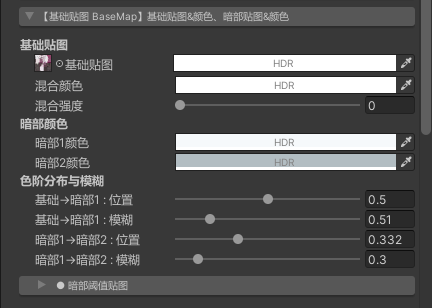 【基础贴图 BaseMap】基础贴图&颜色、暗部贴图&颜色
基础贴图
基础贴图 HDR
混合颜色 HDR
混合强度 0
暗部颜色
暗部1颜色 HDR
暗部2颜色 HDR
色阶分布与模糊
基础→暗部1 : 位置 0.5
基础→暗部1 : 模糊 0.51
暗部1→暗部2 : 位置 0.332
暗部1→暗部2 : 模糊 0.3
暗部阈值贴图